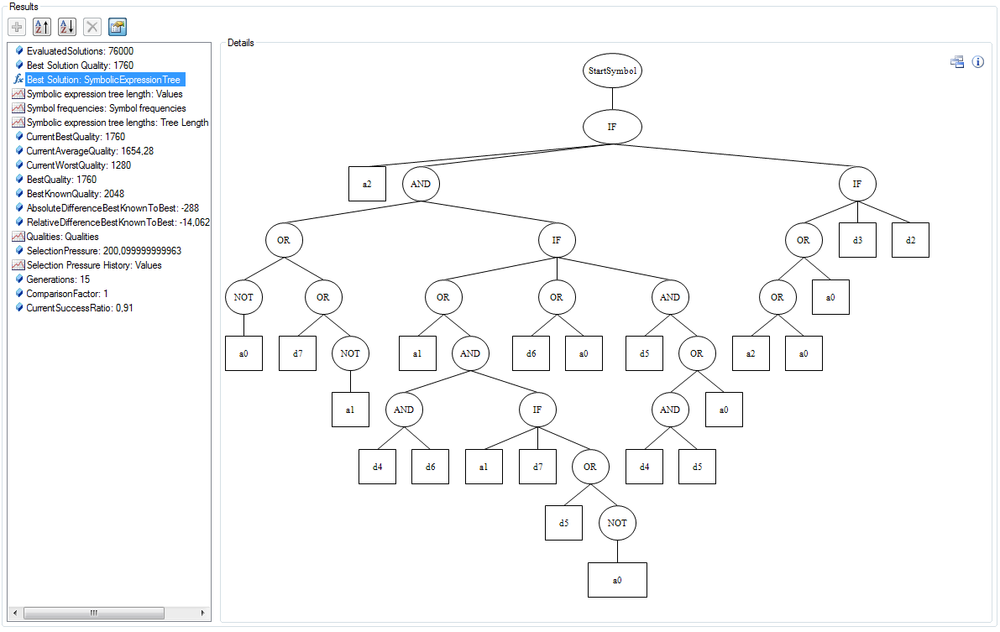 Results
EvaluatedSolutions: 76000
Best Solution Quality: 1760
Best Solution: SymbolicExpressionTree
Symbolic expression tree length: Values
Symbol frequencies: Symbol frequencies
Symbolic expression tree lengths: Tree Length
CurrentBestQuality: 1760
CurrentAverageQuality: 1654,28
CurrentWorstQuality: 1280
BestQuality: 1760
BestKnownQuality: 2048
AbsoluteDifferenceBestKnownToBest: -288
RelativeDifferenceBestKnownToBest: -14,062
Qualities: Qualities
SelectionPressure: 200,099999999963
Selection Pressure History: Values
Generations: 15
ComparisonFactor: 1
CurrentSuccessRatio: 0,91
Details
StartSymbol
IF
a2 AND IF
OR IF OR d3 d2
NOT OR OR OR AND OR a0
a0 d7 NOT a1 AND d6 a0 d5 OR a2 a0
a1 AND IF AND a0
d4 d6 a1 d7 OR d4 d5
d5 NOT
a0